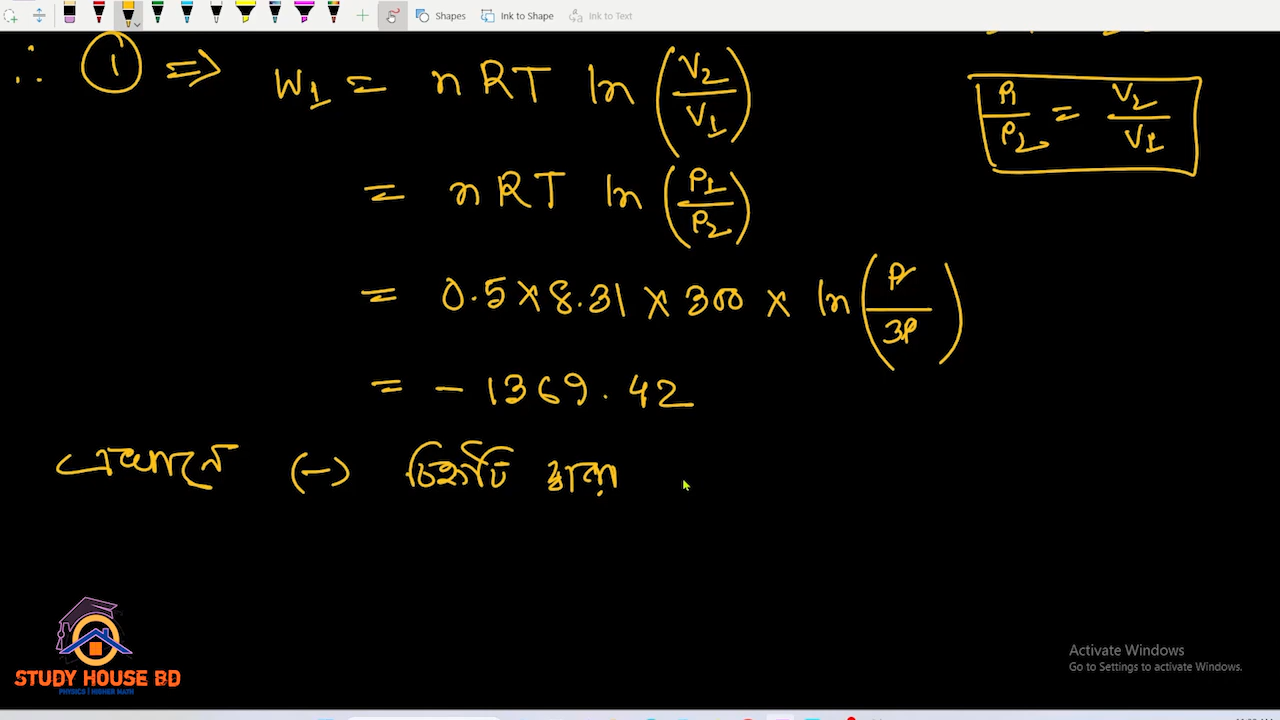 Shapes Ink to Shape Ink to Text
∴ ① ⇒ W1 = nRT ln(V2/V1)
P1/P2 = V2/V1
= nRT ln(P1/P2)
= 0.5 × 8.31 × 300 × ln(P/3P)
= - 1369.42
এখানে (-) চিহ্নটি দ্বারা
STUDY HOUSE BD
PHYSICS | HIGHER MATH
Activate Windows
Go to Settings to activate Windows.